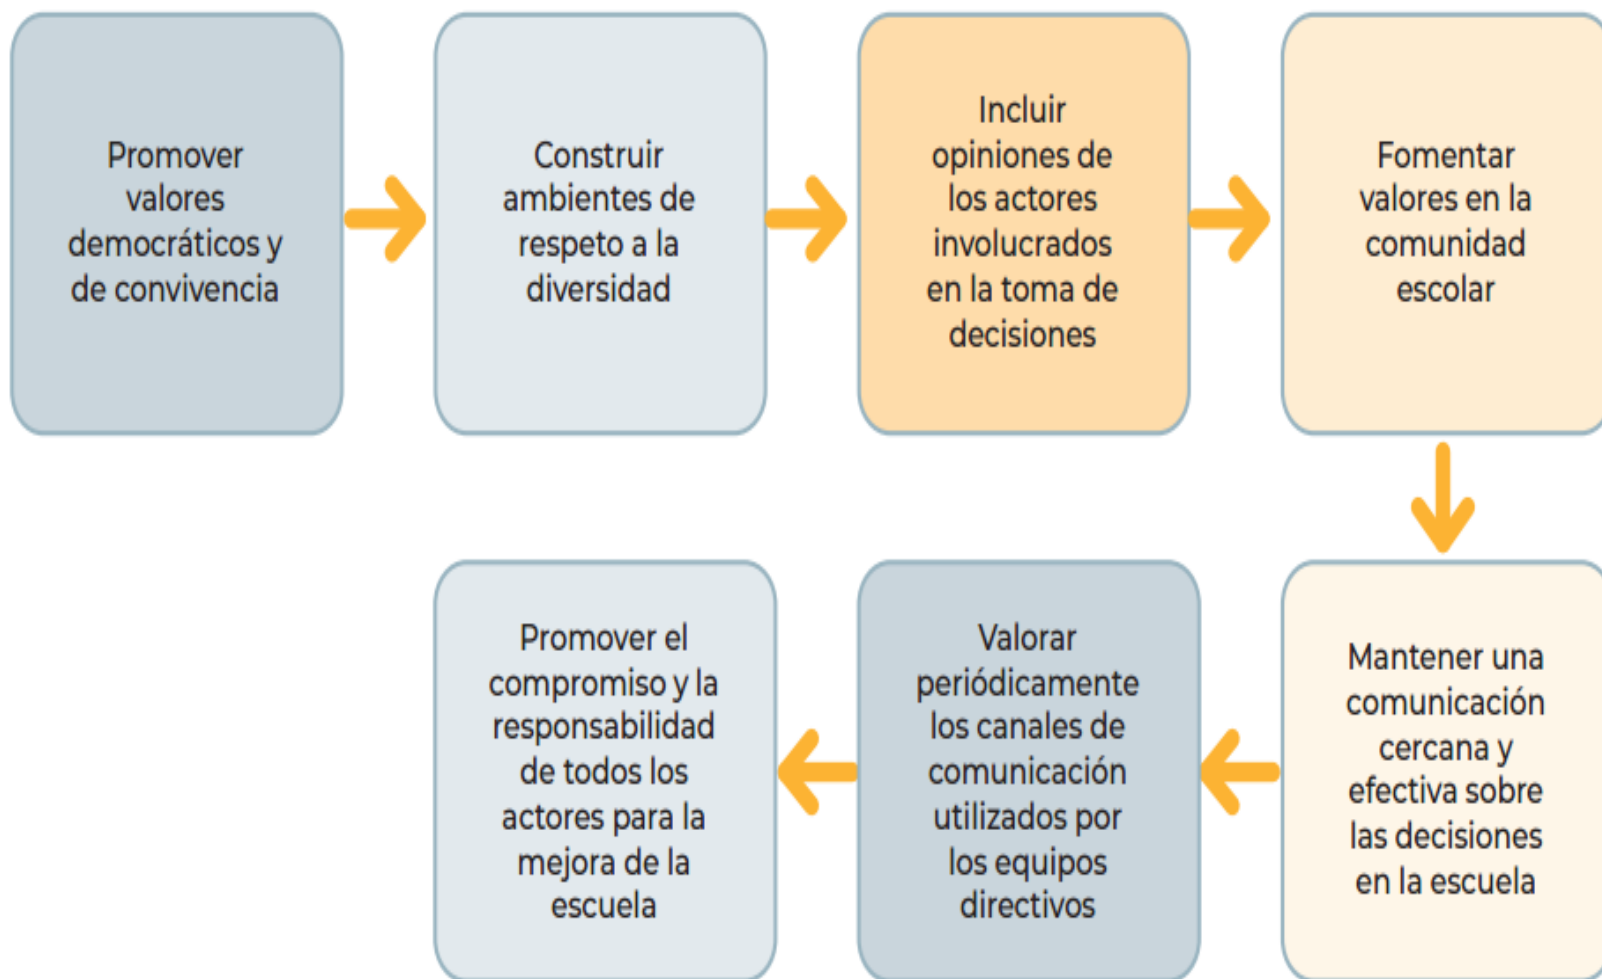 Promover
valores
democráticos y
de convivencia
Construir
ambientes de
respeto a la
diversidad
Incluir
opiniones de
los actores
involucrados
en la toma de
decisiones
Fomentar
valores en la
comunidad
escolar
Mantener una
comunicación
cercana y
efectiva sobre
las decisiones
en la escuela
Valorar
periódicamente
los canales de
comunicación
utilizados por
los equipos
directivos
Promover el
compromiso y la
responsabilidad
de todos los
actores para la
mejora de la
escuela